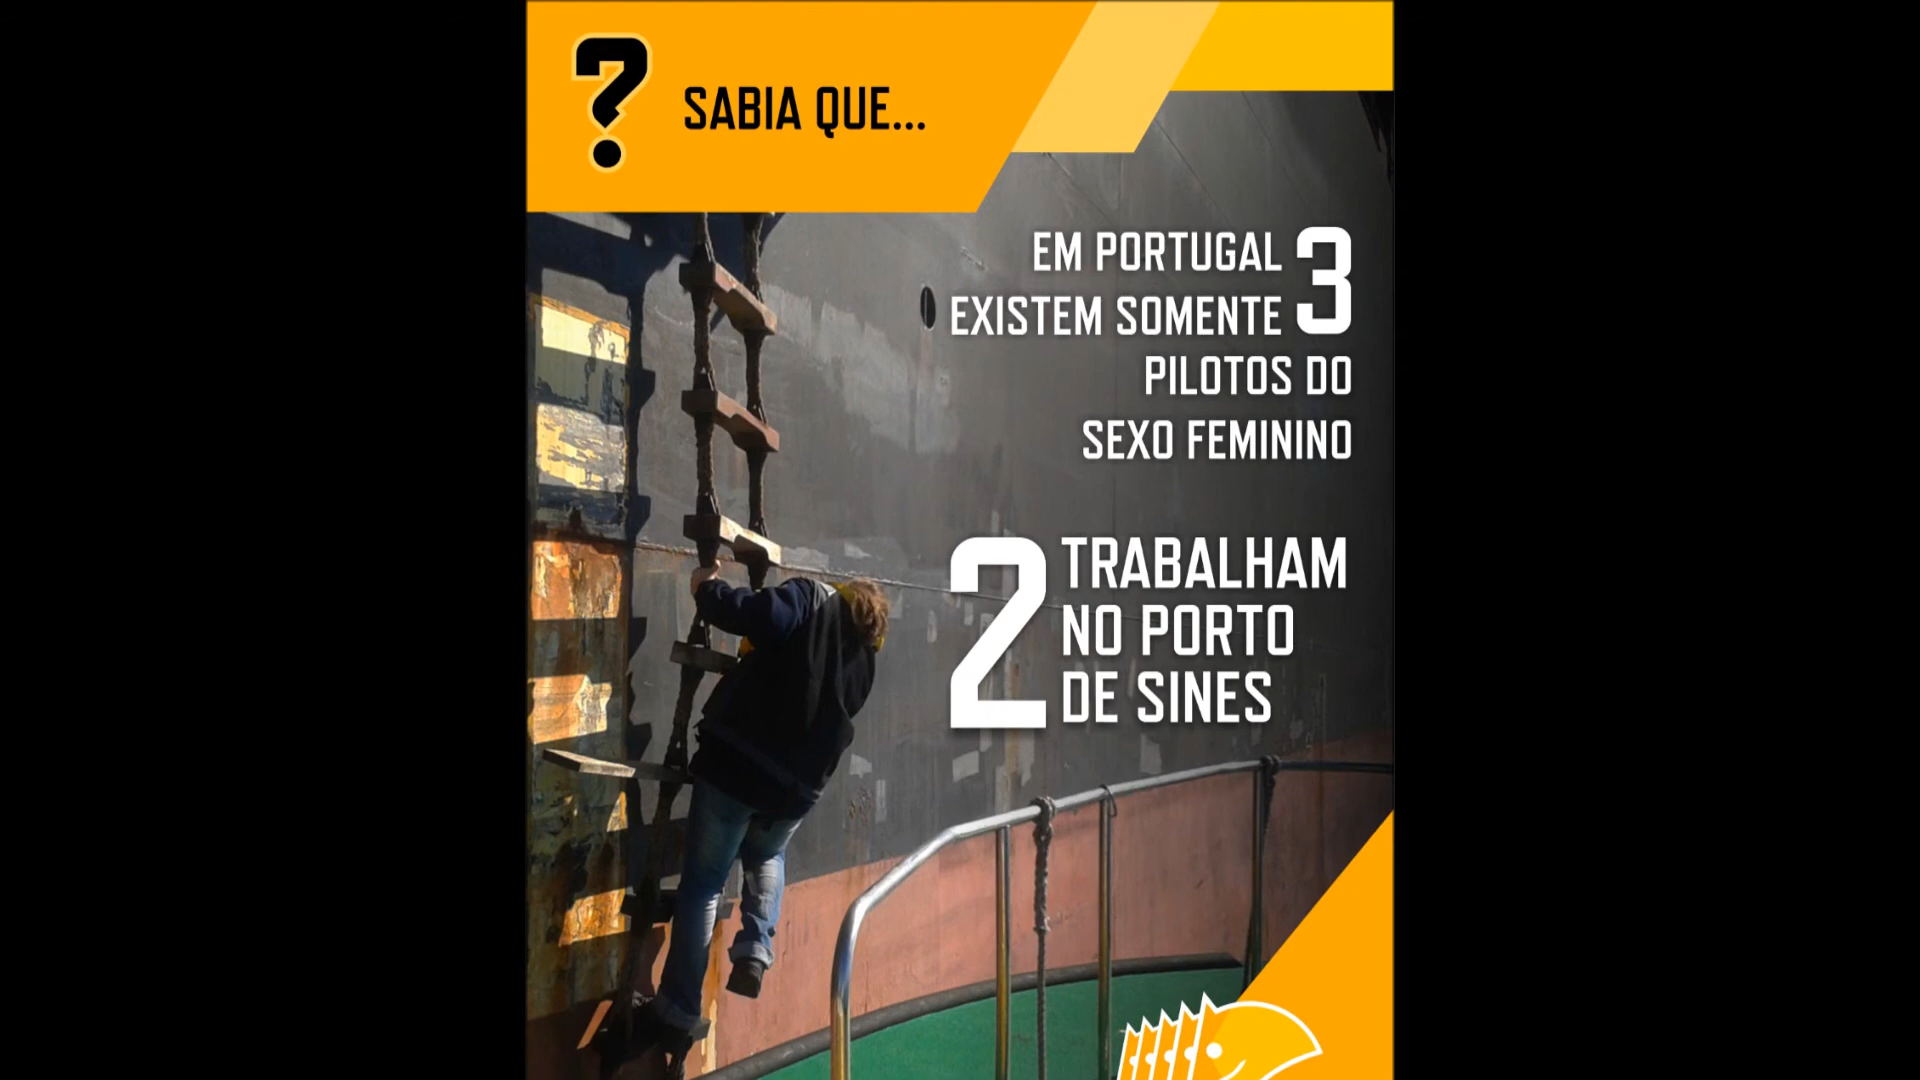 ?
SABIA QUE...
EM PORTUGAL
EXISTEM SOMENTE 3
PILOTOS DO
SEXO FEMININO
2 TRABALHAM
NO PORTO
DE SINES